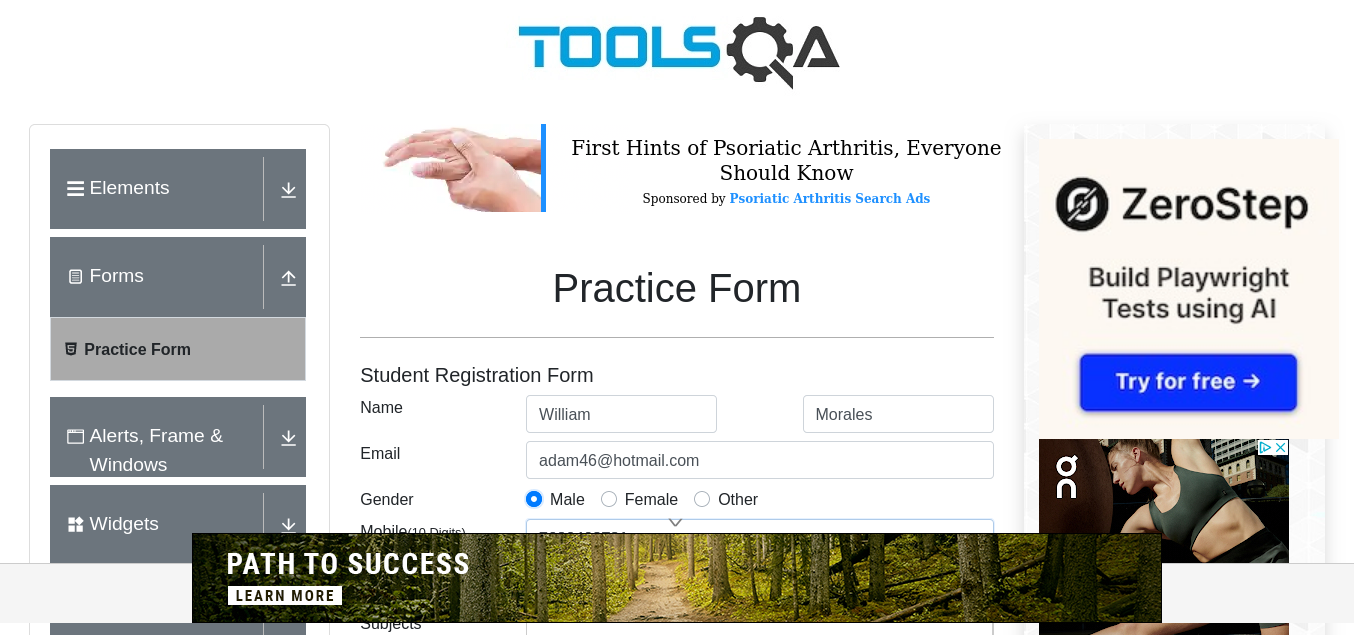 TOOLSQA
Elements
Forms
Practice Form
Alerts, Frame &
Windows
Widgets
First Hints of Psoriatic Arthritis, Everyone
Should Know
Sponsored by Psoriatic Arthritis Search Ads
Practice Form
Student Registration Form
Name
William
Morales
Email
adam46@hotmail.com
Gender
Male
Female
Other
Mobile(10 Digits)
PATH TO SUCCESS
LEARN MORE
Subjects
ZeroStep
Build Playwright
Tests using AI
Try for free →
on